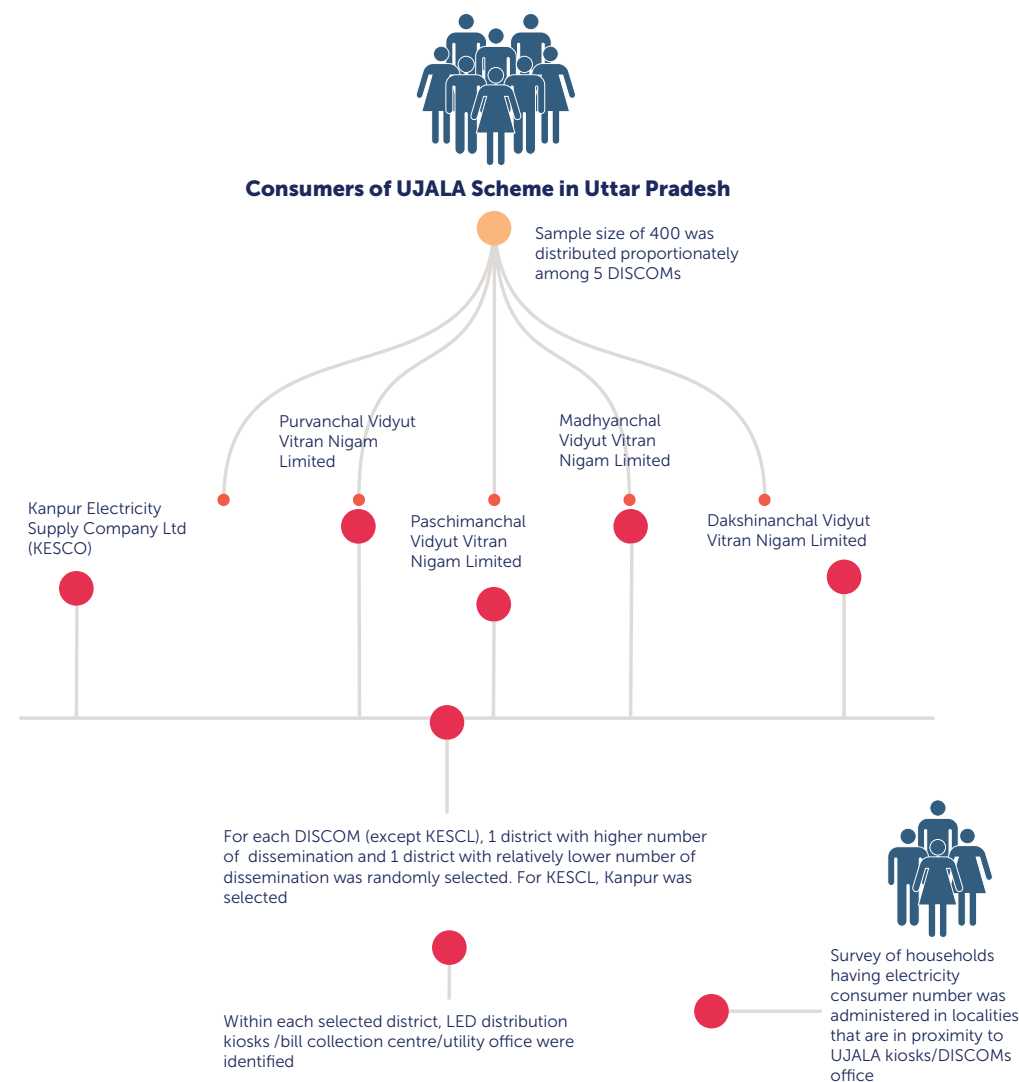 Consumers of UJALA Scheme in Uttar Pradesh
Sample size of 400 was
distributed proportionately
among 5 DISCOMs
Kanpur Electricity
Supply Company Ltd
(KESCO)
Purvanchal Vidyut
Vitran Nigam
Limited
Paschimanchal
Vidyut Vitran
Nigam Limited
Madhyanchal
Vidyut Vitran
Nigam Limited
Dakshinanchal Vidyut
Vitran Nigam Limited
For each DISCOM (except KESCL), 1 district with higher number
of dissemination and 1 district with relatively lower number of
dissemination was randomly selected. For KESCL, Kanpur was
selected
Within each selected district, LED distribution
kiosks /bill collection centre/utility office were
identified
Survey of households
having electricity
consumer number was
administered in localities
that are in proximity to
UJALA kiosks/DISCOMs
office